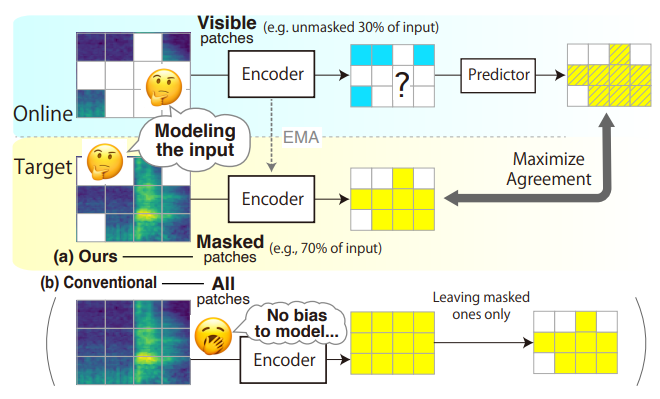 Visible (e.g. unmasked 30% of input)
patches
Encoder
?
Predictor
Online
Modeling
the input
EMA
Target
Encoder
Maximize
Agreement
Masked (e.g., 70% of input)
patches
(a) Ours
(b) Conventional
All
patches
No bias
to model...
Encoder
Leaving masked
ones only